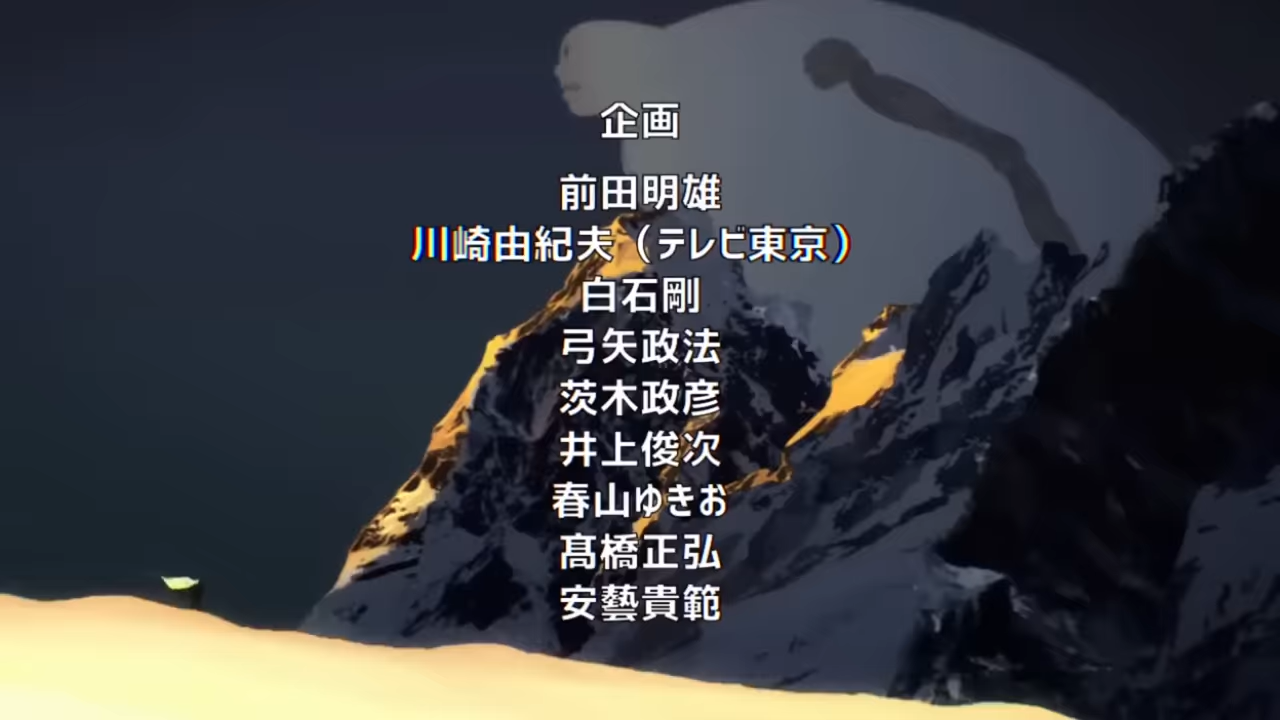 企画
前田明雄
川崎由紀夫（テレビ東京）
白石剛
弓矢政法
茨木政彦
井上俊次
春山ゆきお
髙橋正弘
安藝貴範